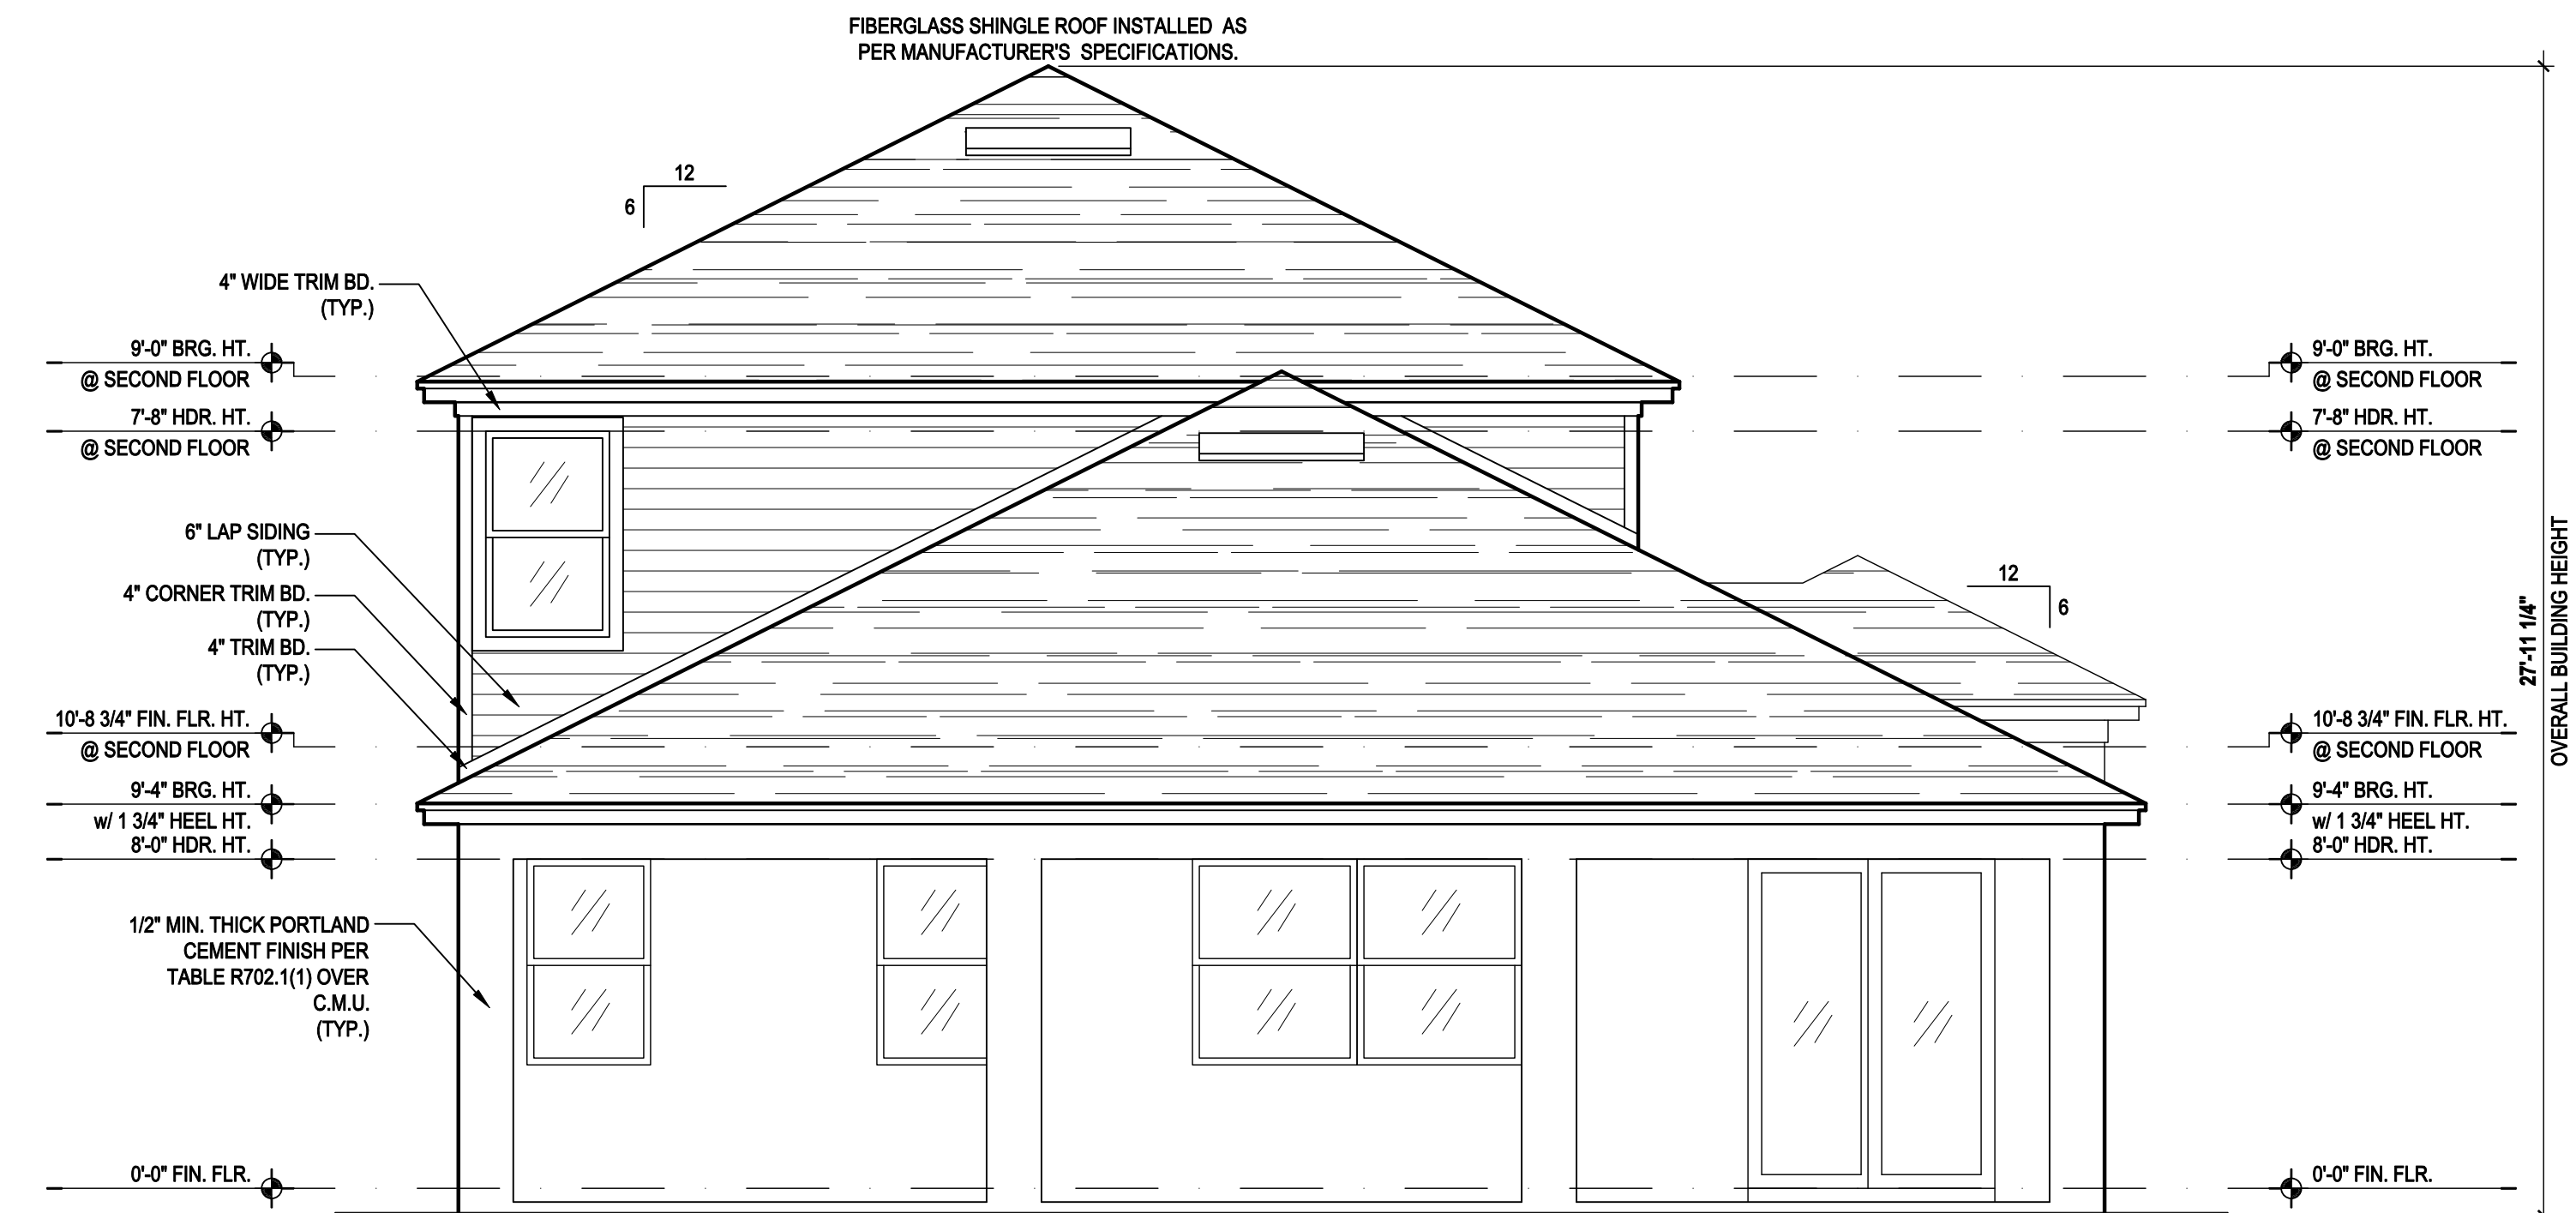 FIBERGLASS SHINGLE ROOF INSTALLED AS
PER MANUFACTURER'S SPECIFICATIONS.
12
6
4" WIDE TRIM BD.
(TYP.)
9'-0" BRG. HT.
@ SECOND FLOOR
7'-8" HDR. HT.
@ SECOND FLOOR
6" LAP SIDING
(TYP.)
4" CORNER TRIM BD.
(TYP.)
4" TRIM BD.
(TYP.)
10'-8 3/4" FIN. FLR. HT.
@ SECOND FLOOR
9'-4" BRG. HT.
w/ 1 3/4" HEEL HT.
8'-0" HDR. HT.
1/2" MIN. THICK PORTLAND
CEMENT FINISH PER
TABLE R702.1(1) OVER
C.M.U.
(TYP.)
0'-0" FIN. FLR.
9'-0" BRG. HT.
@ SECOND FLOOR
7'-8" HDR. HT.
@ SECOND FLOOR
12
6
10'-8 3/4" FIN. FLR. HT.
@ SECOND FLOOR
9'-4" BRG. HT.
w/ 1 3/4" HEEL HT.
8'-0" HDR. HT.
0'-0" FIN. FLR.
27'-11 1/4"
OVERALL BUILDING HEIGHT